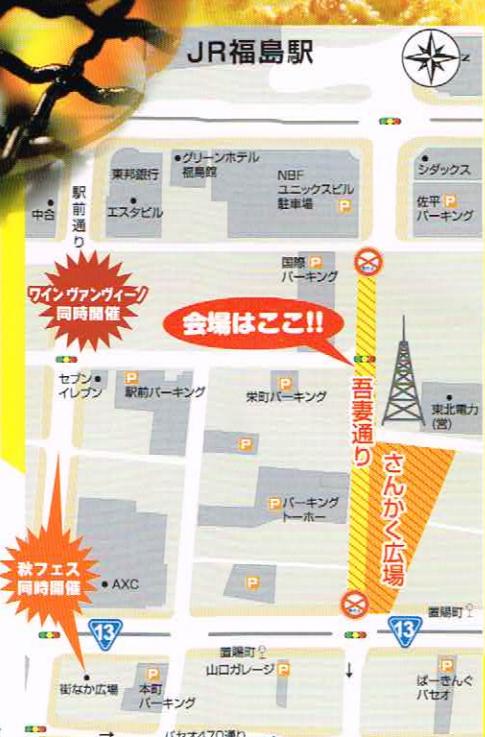 JR福島駅
N
グリーンホテル
福島館
東邦銀行
NBF
ユニックスビル
駐車場 P
シダックス
中合
駅前通り
エスタビル
佐平 P
パーキング
国際 P
パーキング
ワイン ヴァンヴィーノ
同時開催
会場はここ!!
セブン
イレブン
P
駅前パーキング
P
栄町パーキング
吾妻通り
東北電力
(営)
P
さんかく広場
P パーキング
トーホー
秋フェス
同時開催
AXC
P
置賜町
13
13
置賜町
山口ガレージ P
街なか広場
P
本町
パーキング
P
ぱーきんぐ
パセオ
パセオ470通り